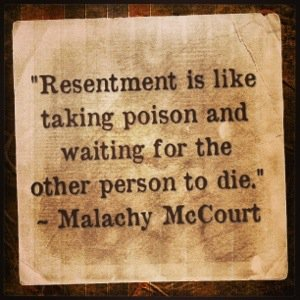 "Resentment is like
taking poison and
waiting for the
other person to die."
~ Malachy McCourt